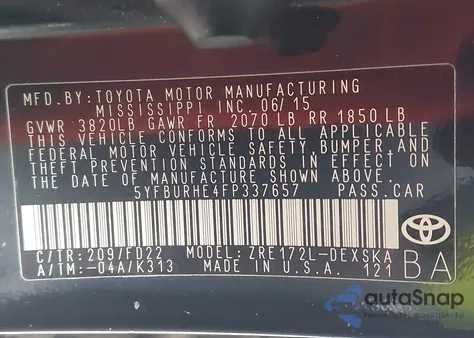 MFD.BY: TOYOTA MOTOR MANUFACTURING
MISSISSIPPI INC. 06/15
GVWR 3820LB GAWR FR 2070 LB RR 1850 LB
THIS VEHICLE CONFORMS TO ALL APPLICABLE
FEDERAL MOTOR VEHICLE SAFETY, BUMPER, AND
THEFT PREVENTION STANDARDS IN EFFECT ON
THE DATE OF MANUFACTURE SHOWN ABOVE.
5YFBURHE4FP337657 PASS.CAR
C/TR: 209/FD22 MODEL: ZRE172L-DEXSKA
A/TM: -04A/K313 MADE IN U.S.A. 121
BA
TOYOTA
autaSnap